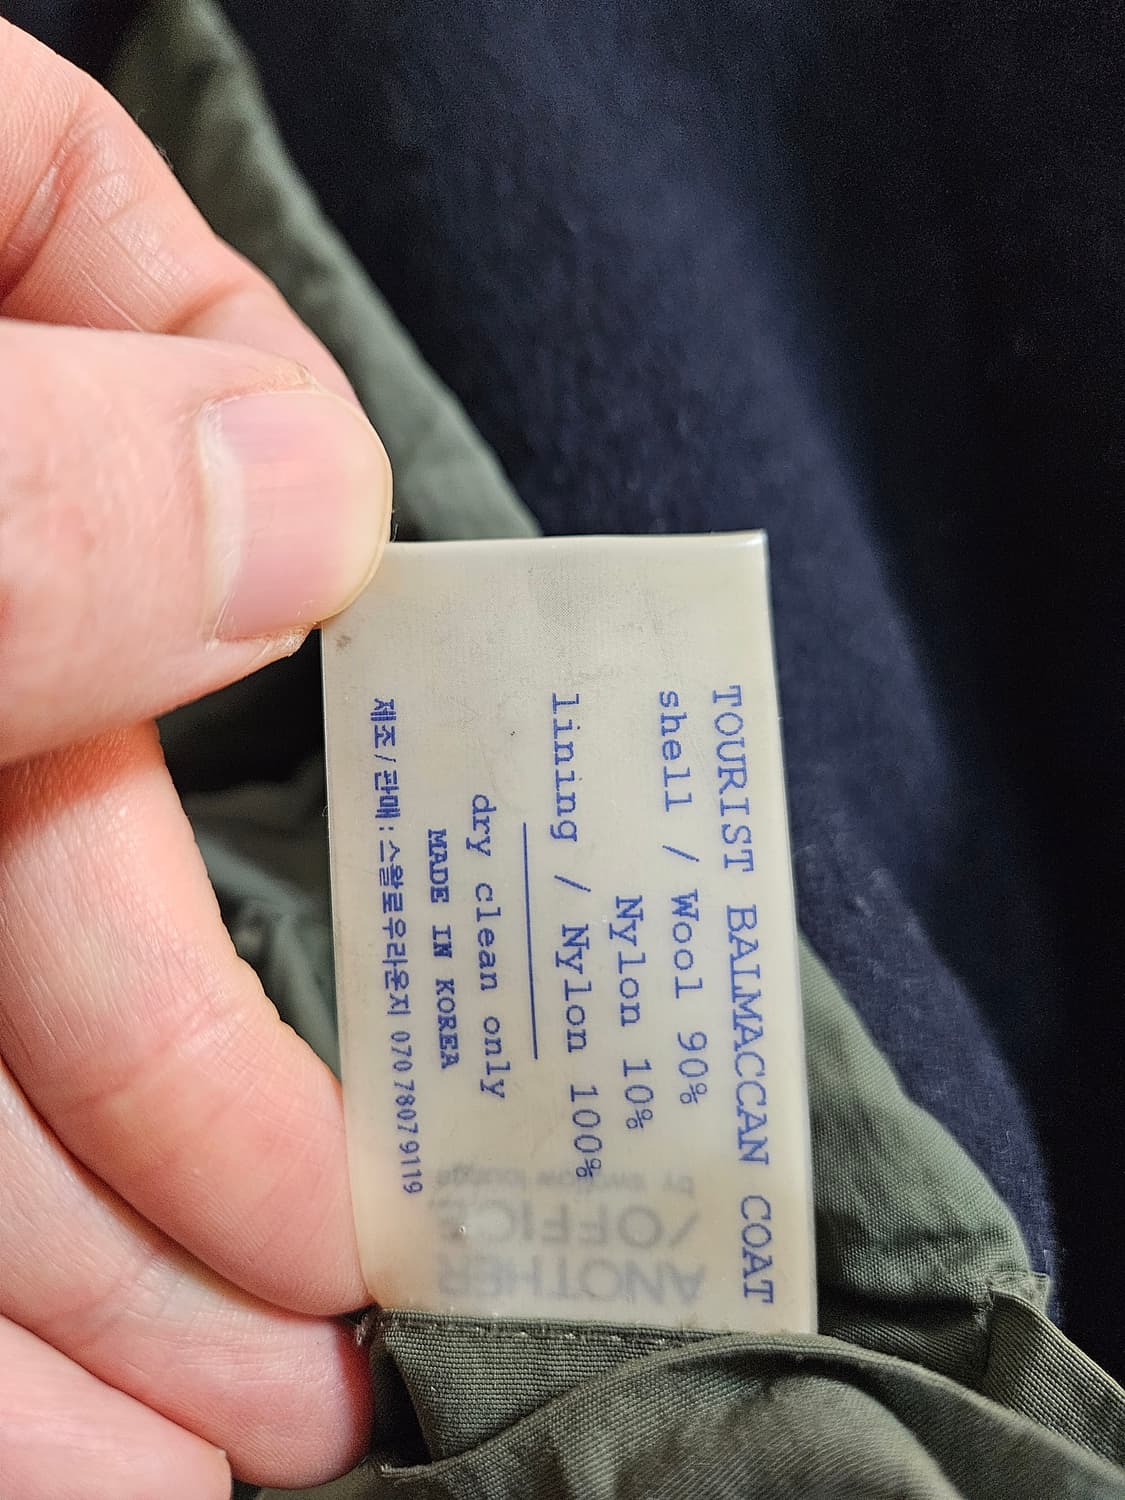 TOURIST BALMACCAN COAT
shell / Wool 90%
Nylon 10%
lining / Nylon 100%
dry clean only
MADE IN KOREA
제조/판매:스왈로우라운지 070 7807 9119
ANOTHER
/OFFICE
by swallow lounge